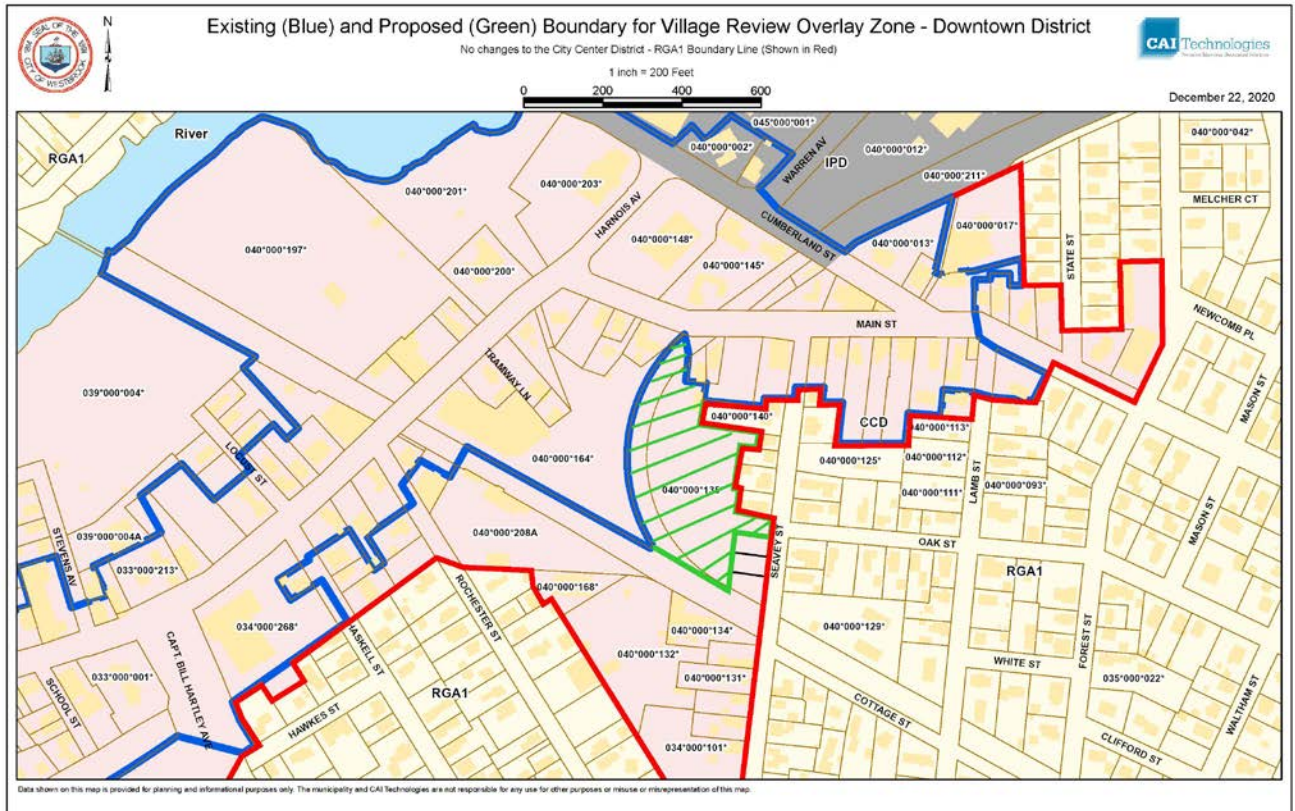 Existing (Blue) and Proposed (Green) Boundary for Village Review Overlay Zone - Downtown District
No changes to the City Center District - RGA1 Boundary Line (Shown in Red)
1 inch = 200 Feet
0 200 400 600
N
SEAL OF THE
CITY OF WESTBROOK
1814
1891
CAI Technologies
December 22, 2020
River
RGA1
045*000*001*
040*000*002*
WARREN AV
040*000*012*
IPD
040*000*042*
040*000*211*
MELCHER CT
040*000*201*
040*000*203*
HARNOIS AV
CUMBERLAND ST
040*000*017*
040*000*197*
040*000*148*
040*000*013*
STATE ST
040*000*200*
040*000*145*
NEWCOMB PL
MAIN ST
TRAMWAY LN
039*000*004*
MASON ST
040*000*140*
CCD
040*000*113*
LOCUST ST
040*000*164*
040*000*125*
040*000*112*
LAMB ST
040*000*093*
040*000*111*
MASON ST
STEVENS AV
039*000*004A
040*000*208A
SEAVEY ST
OAK ST
033*000*213*
RGA1
034*000*268*
ROCHESTER ST
040*000*168*
HASKELL ST
040*000*134*
040*000*129*
FOREST ST
CAPT. BILL HARTLEY AVE
040*000*132*
WHITE ST
033*000*001*
040*000*131*
035*000*022*
SCHOOL ST
RGA1
COTTAGE ST
WALTHAM ST
HAWKES ST
034*000*101*
CLIFFORD ST
Data shown on this map is provided for planning and informational purposes only. The municipality and CAI Technologies are not responsible for any use for other purposes or misuse or misrepresentation of this map.